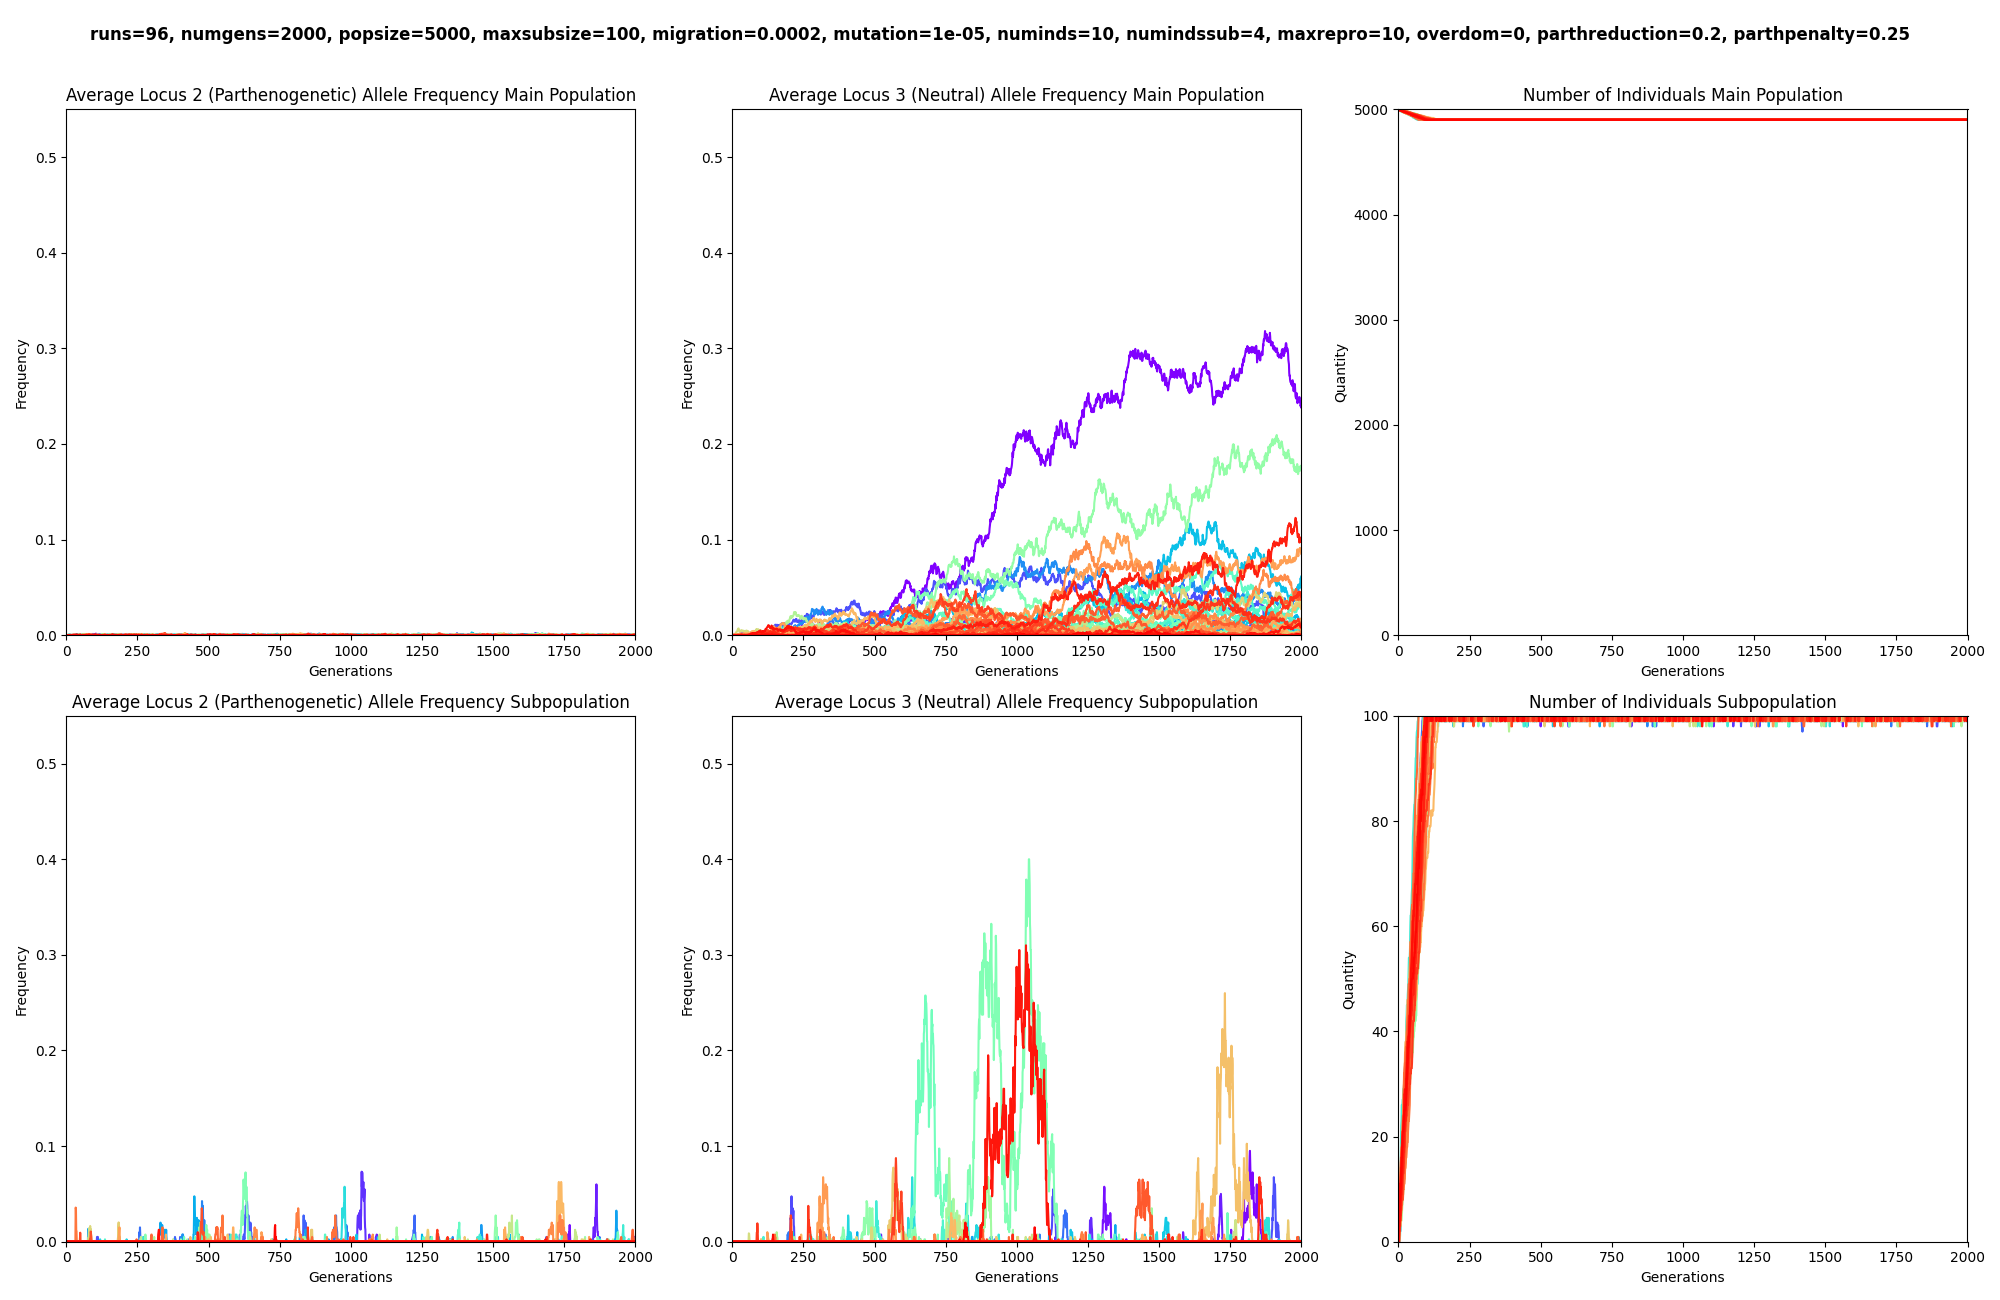 runs=96, numgens=2000, popsize=5000, maxsubsize=100, migration=0.0002, mutation=1e-05, numinds=10, numindssub=4, maxrepro=10, overdom=0, parthreduction=0.2, parthpenalty=0.25
Average Locus 2 (Parthenogenetic) Allele Frequency Main Population
Frequency
0.5
0.4
0.3
0.2
0.1
0.0
0 250 500 750 1000 1250 1500 1750 2000
Generations
Average Locus 3 (Neutral) Allele Frequency Main Population
Frequency
0.5
0.4
0.3
0.2
0.1
0.0
0 250 500 750 1000 1250 1500 1750 2000
Generations
Number of Individuals Main Population
Quantity
5000
4000
3000
2000
1000
0
0 250 500 750 1000 1250 1500 1750 2000
Generations
Average Locus 2 (Parthenogenetic) Allele Frequency Subpopulation
Frequency
0.5
0.4
0.3
0.2
0.1
0.0
0 250 500 750 1000 1250 1500 1750 2000
Generations
Average Locus 3 (Neutral) Allele Frequency Subpopulation
Frequency
0.5
0.4
0.3
0.2
0.1
0.0
0 250 500 750 1000 1250 1500 1750 2000
Generations
Number of Individuals Subpopulation
Quantity
100
80
60
40
20
0
0 250 500 750 1000 1250 1500 1750 2000
Generations